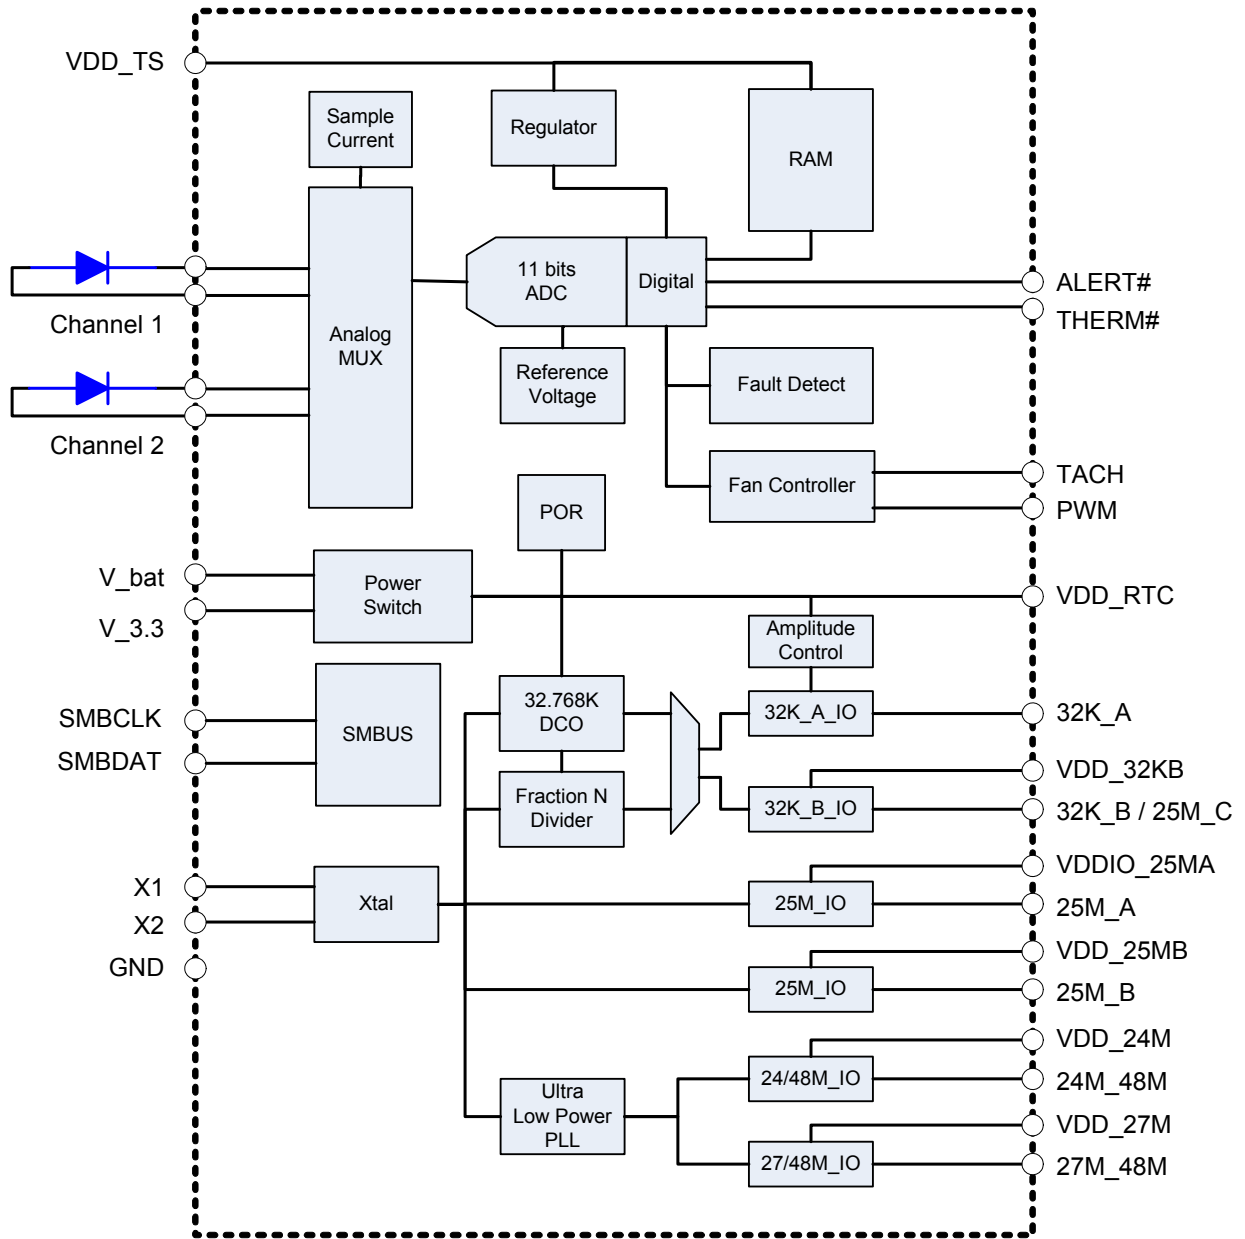 VDD_TS
Sample
Current
Regulator
RAM
Channel 1
Analog
MUX
11 bits
ADC
Digital
ALERT#
THERM#
Reference
Voltage
Fault Detect
Channel 2
Fan Controller
TACH
PWM
POR
V_bat
V_3.3
Power
Switch
VDD_RTC
Amplitude
Control
SMBCLK
SMBDAT
SMBUS
32.768K
DCO
32K_A_IO
32K_A
VDD_32KB
Fraction N
Divider
32K_B_IO
32K_B / 25M_C
X1
X2
Xtal
VDDIO_25MA
25M_IO
25M_A
GND
VDD_25MB
25M_IO
25M_B
VDD_24M
Ultra
Low Power
PLL
24/48M_IO
24M_48M
VDD_27M
27/48M_IO
27M_48M